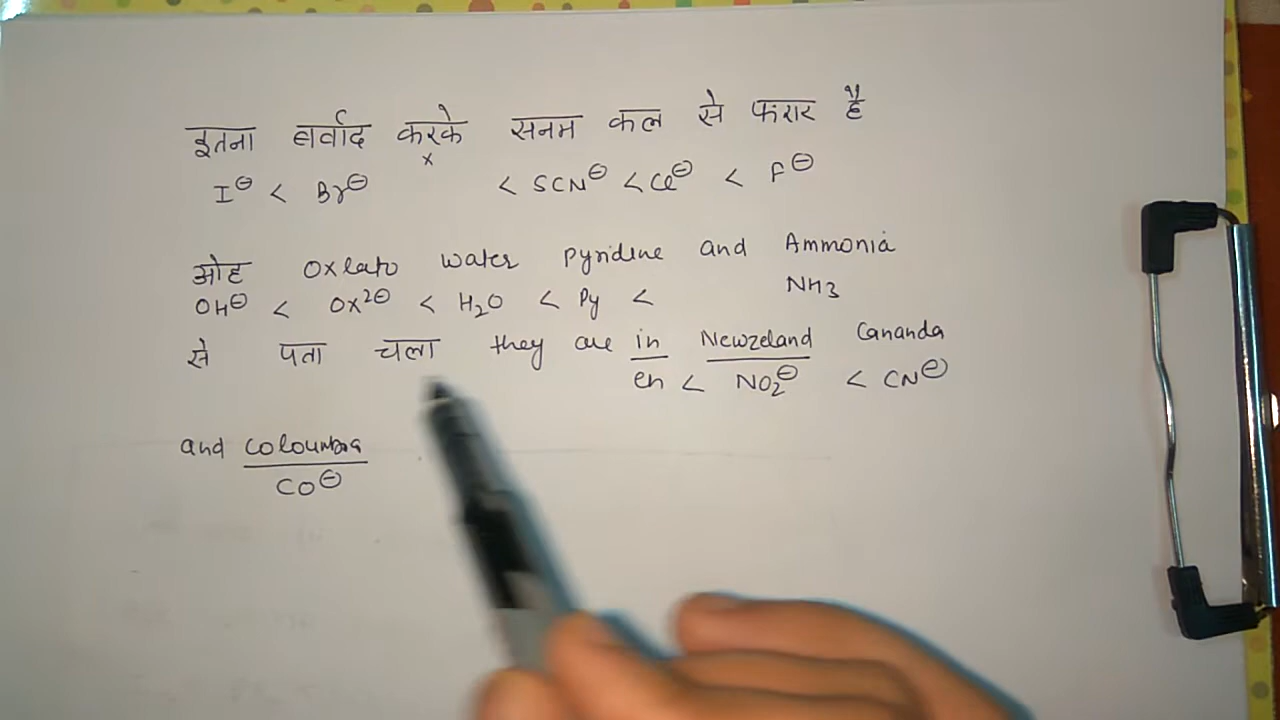 इतना बर्वाद करके सनम कल से फरार है
x
I⊖ < Br⊖ < SCN⊖ < Cl⊖ < F⊖
ओह Oxlato water pyridine and Ammonia
OH⊖ < Ox2⊖ < H2O < Py < NH3
से पता चला they are in Newzeland Cananda
en < NO2⊖ < CN⊖
and Coloumbia
CO⊖